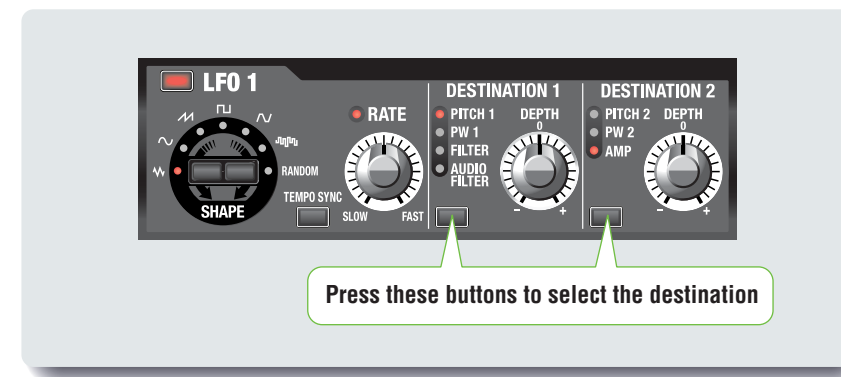 LFO 1
RATE
RANDOM
SHAPE
TEMPO SYNC
SLOW FAST
DESTINATION 1
PITCH 1
PW 1
FILTER
AUDIO
FILTER
DEPTH
0
- +
DESTINATION 2
PITCH 2
PW 2
AMP
DEPTH
0
- +
Press these buttons to select the destination